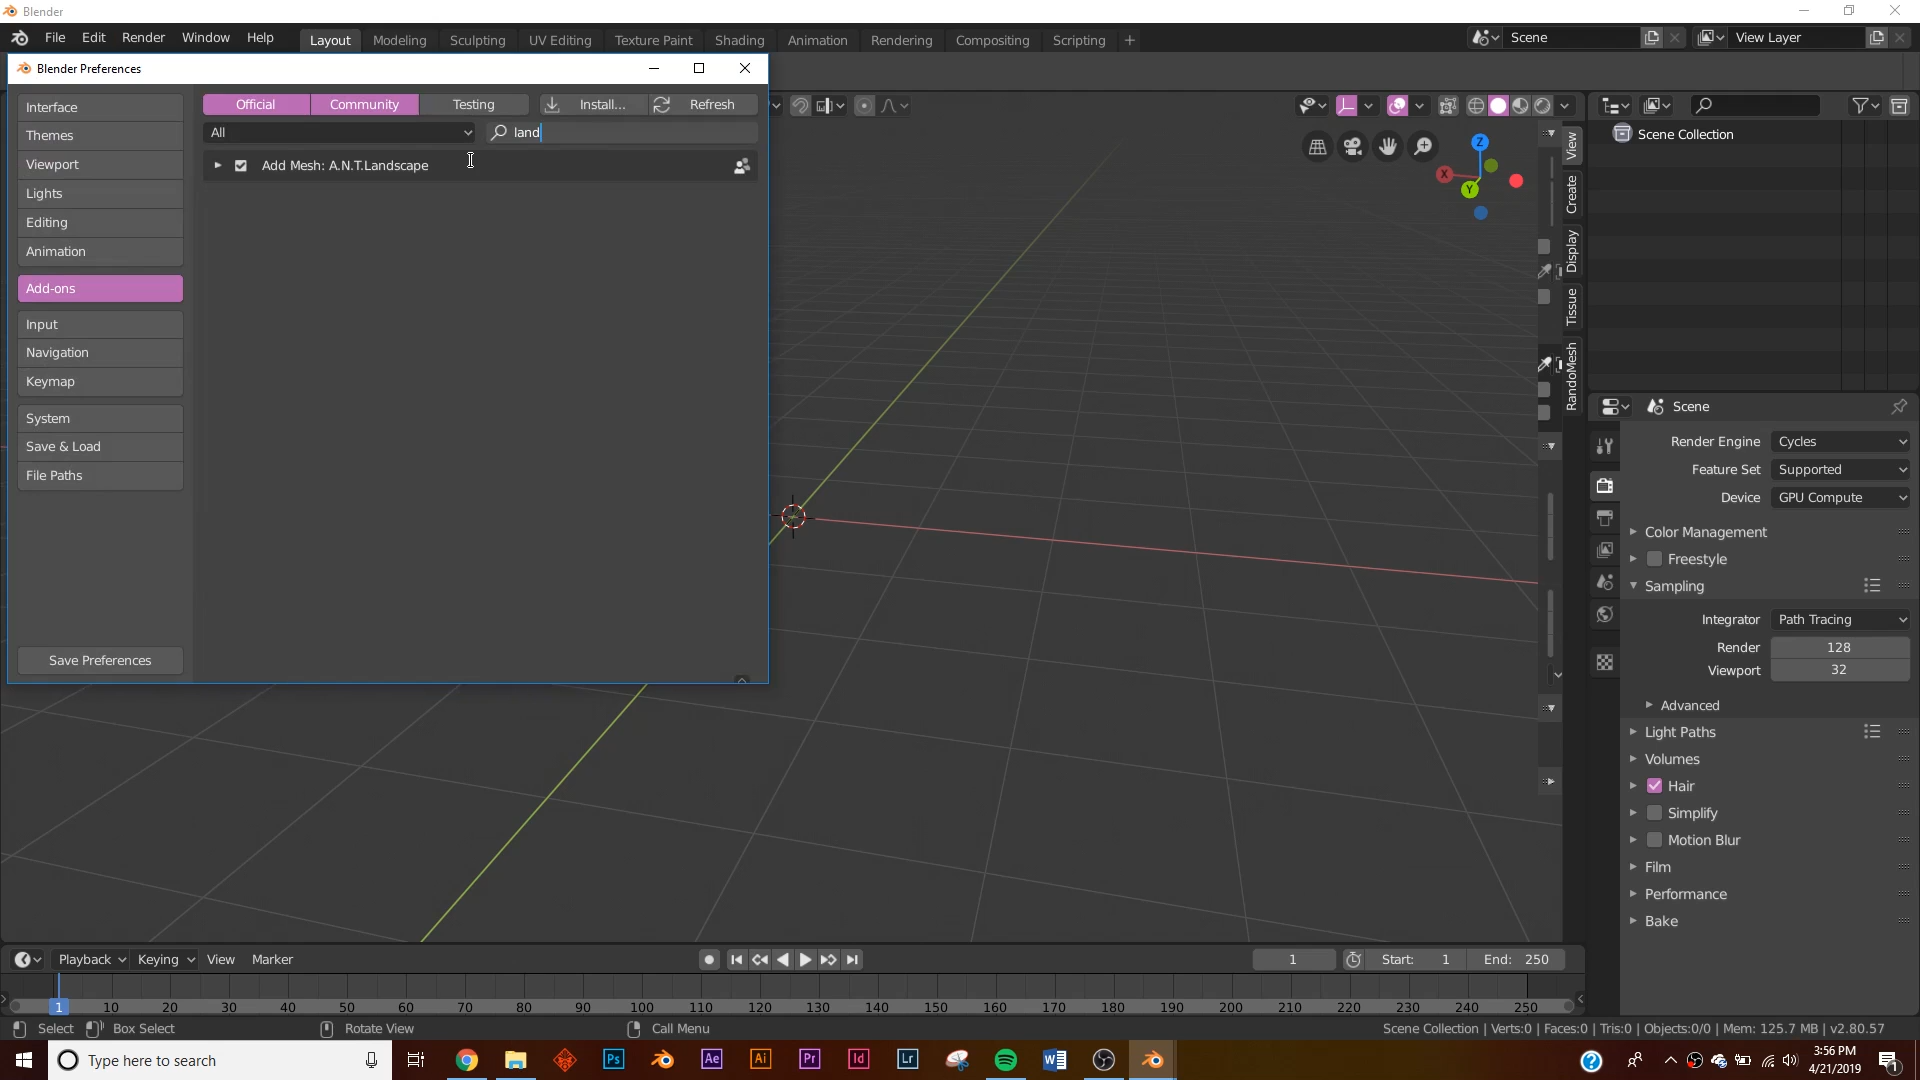 Blender
File Edit Render Window Help Layout Modeling Sculpting UV Editing Texture Paint Shading Animation Rendering Compositing Scripting + Scene View Layer
Blender Preferences
Interface
Themes
Viewport
Lights
Editing
Animation
Add-ons
Input
Navigation
Keymap
System
Save & Load
File Paths
Save Preferences
Official Community Testing Install... Refresh
All land
Add Mesh: A.N.T.Landscape
Z
X
Y
View
Create
Display
Tissue
RandoMesh
Scene Collection
Scene
Render Engine Cycles
Feature Set Supported
Device GPU Compute
Color Management
Freestyle
Sampling
Integrator Path Tracing
Render 128
Viewport 32
Advanced
Light Paths
Volumes
Hair
Simplify
Motion Blur
Film
Performance
Bake
Playback Keying View Marker 1 Start: 1 End: 250
1 10 20 30 40 50 60 70 80 90 100 110 120 130 140 150 160 170 180 190 200 210 220 230 240 250
Select Box Select Rotate View Call Menu Scene Collection | Verts:0 | Faces:0 | Tris:0 | Objects:0/0 | Mem: 125.7 MB | v2.80.57
Type here to search Ps Ae Ai Pr Id Lr 3:56 PM
4/21/2019
1